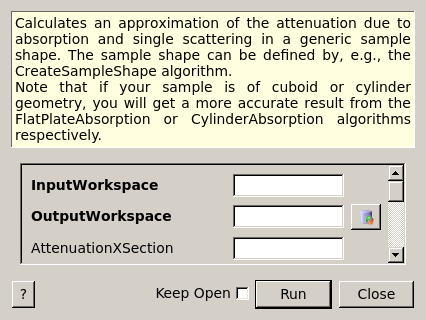 Calculates an approximation of the attenuation due to
absorption and single scattering in a generic sample
shape. The sample shape can be defined by, e.g., the
CreateSampleShape algorithm.
Note that if your sample is of cuboid or cylinder
geometry, you will get a more accurate result from the
FlatPlateAbsorption or CylinderAbsorption algorithms
respectively.
InputWorkspace
OutputWorkspace
AttenuationXSection
? Keep Open Run Close